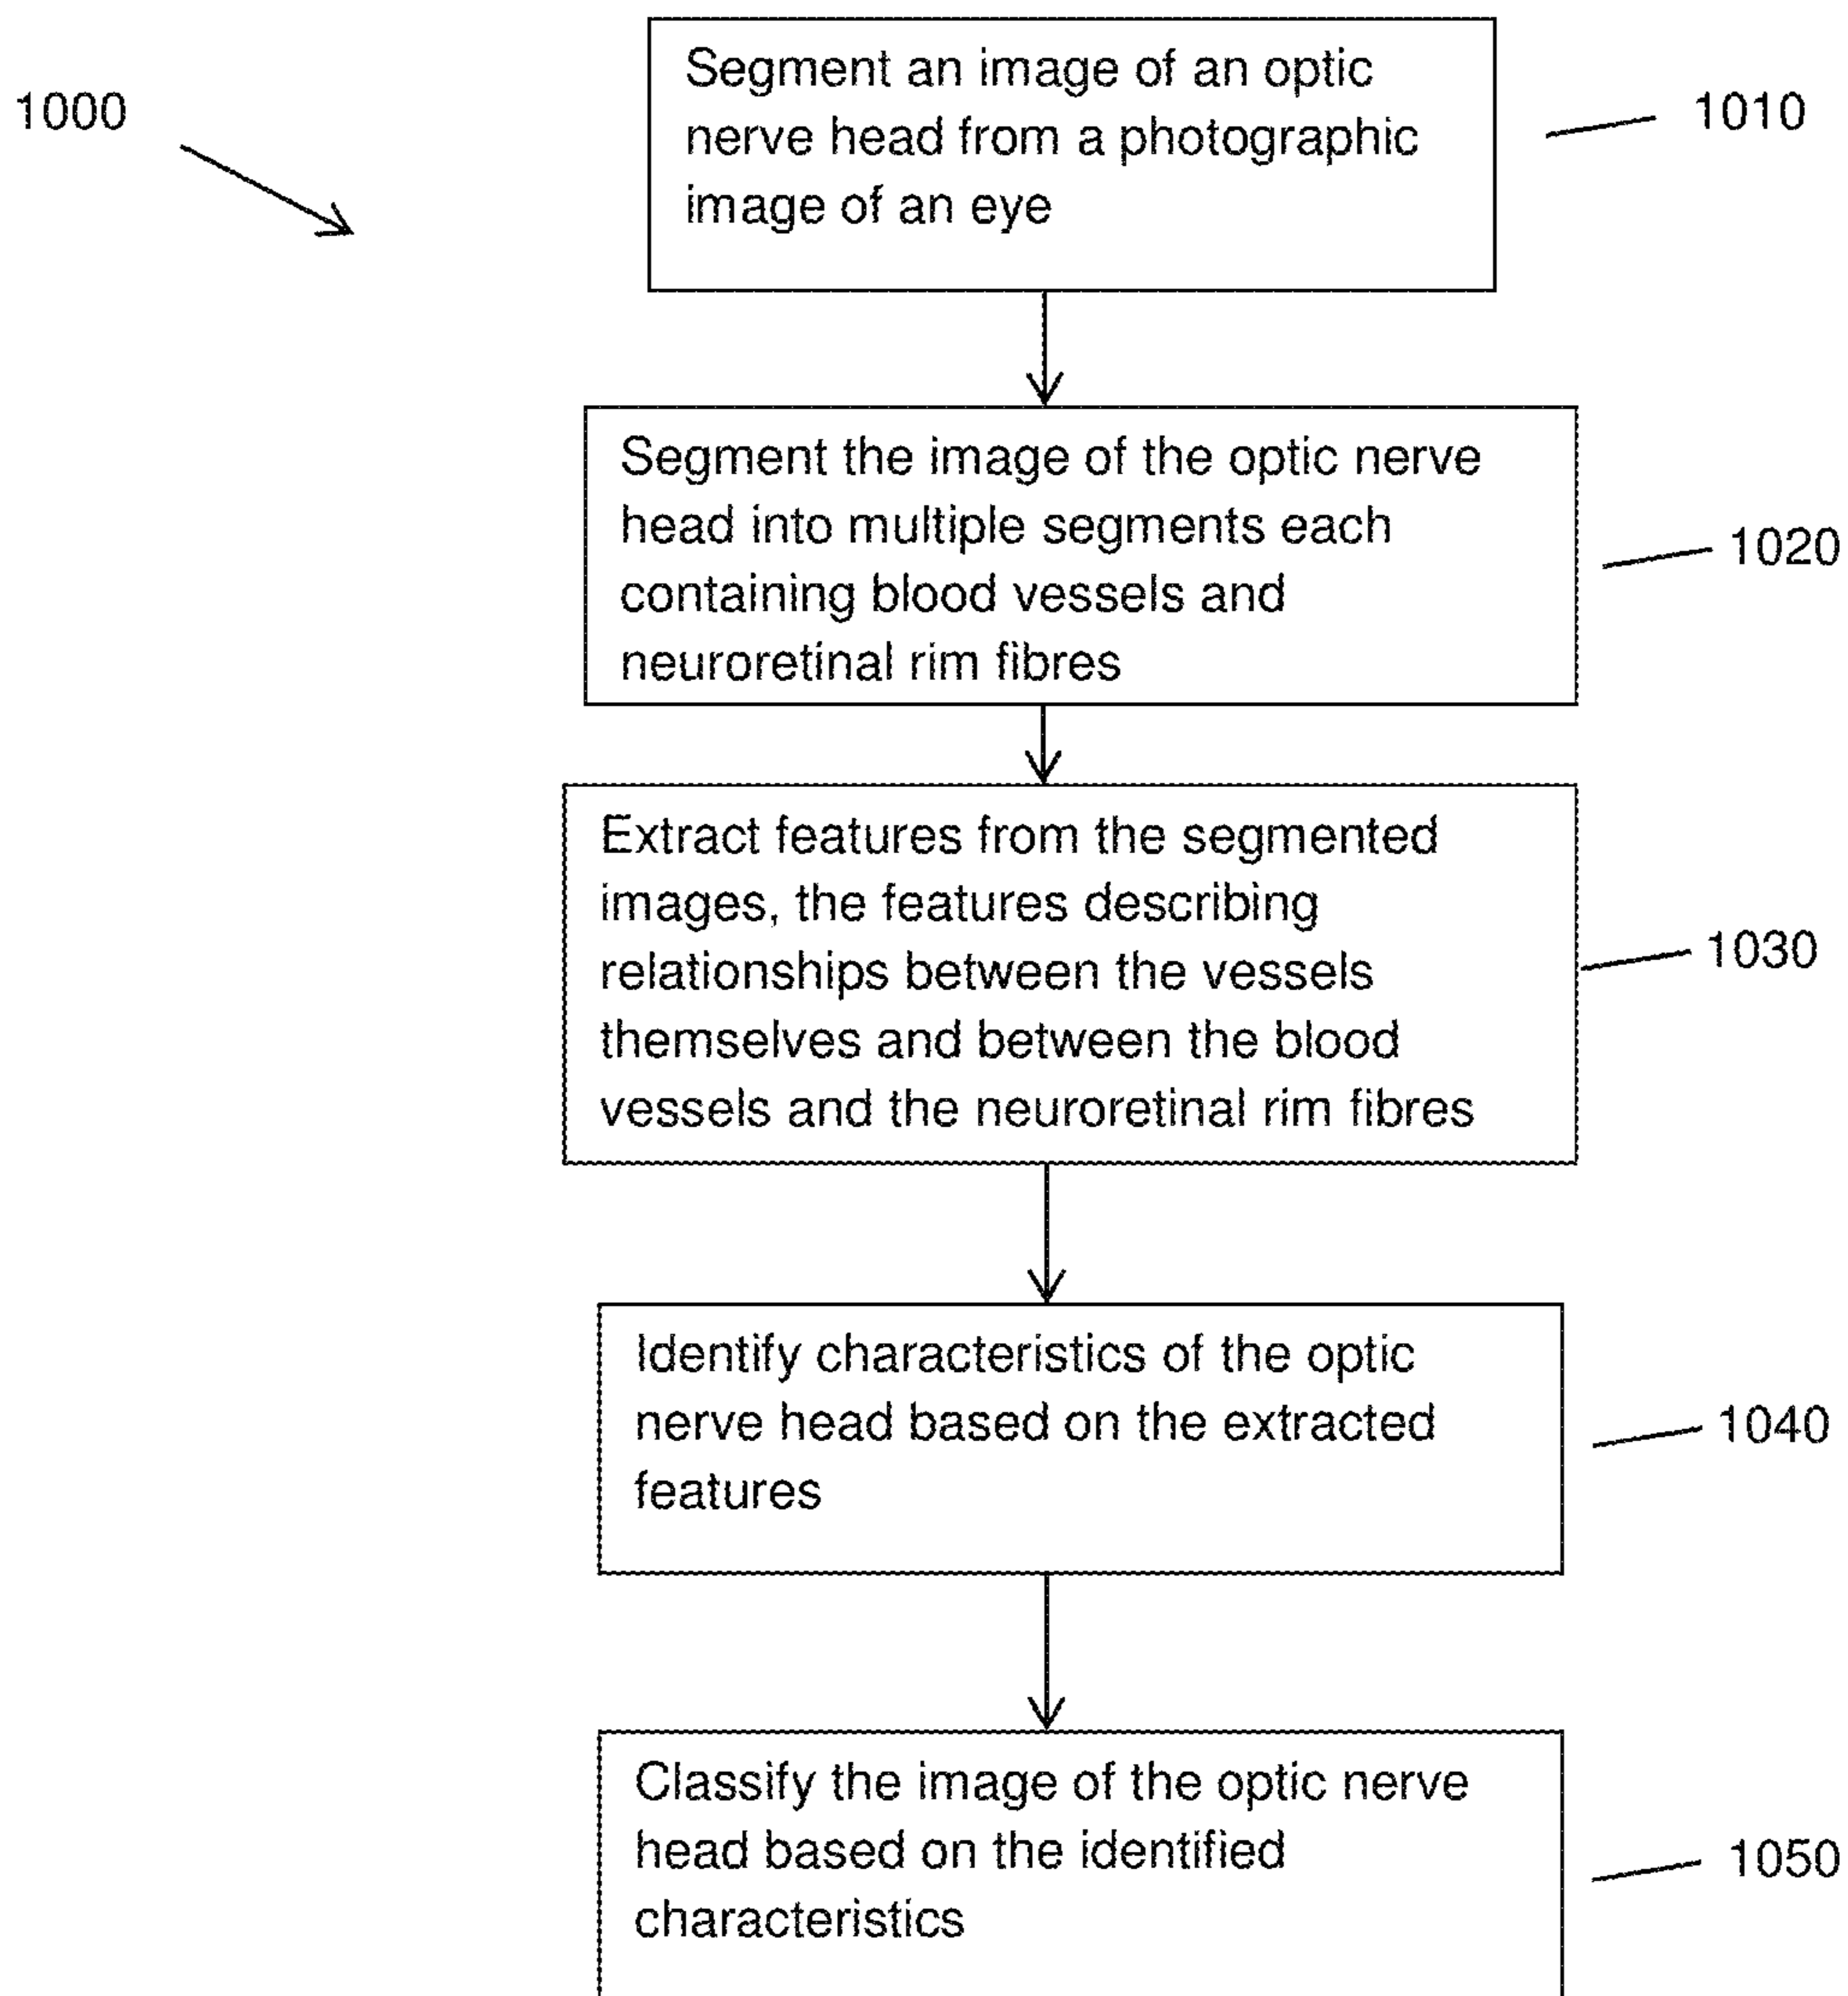 1000
Segment an image of an optic
nerve head from a photographic
image of an eye
1010
Segment the image of the optic nerve
head into multiple segments each
containing blood vessels and
neuroretinal rim fibres
1020
Extract features from the segmented
images, the features describing
relationships between the vessels
themselves and between the blood
vessels and the neuroretinal rim fibres
1030
Identify characteristics of the optic
nerve head based on the extracted
features
1040
Classify the image of the optic nerve
head based on the identified
characteristics
1050